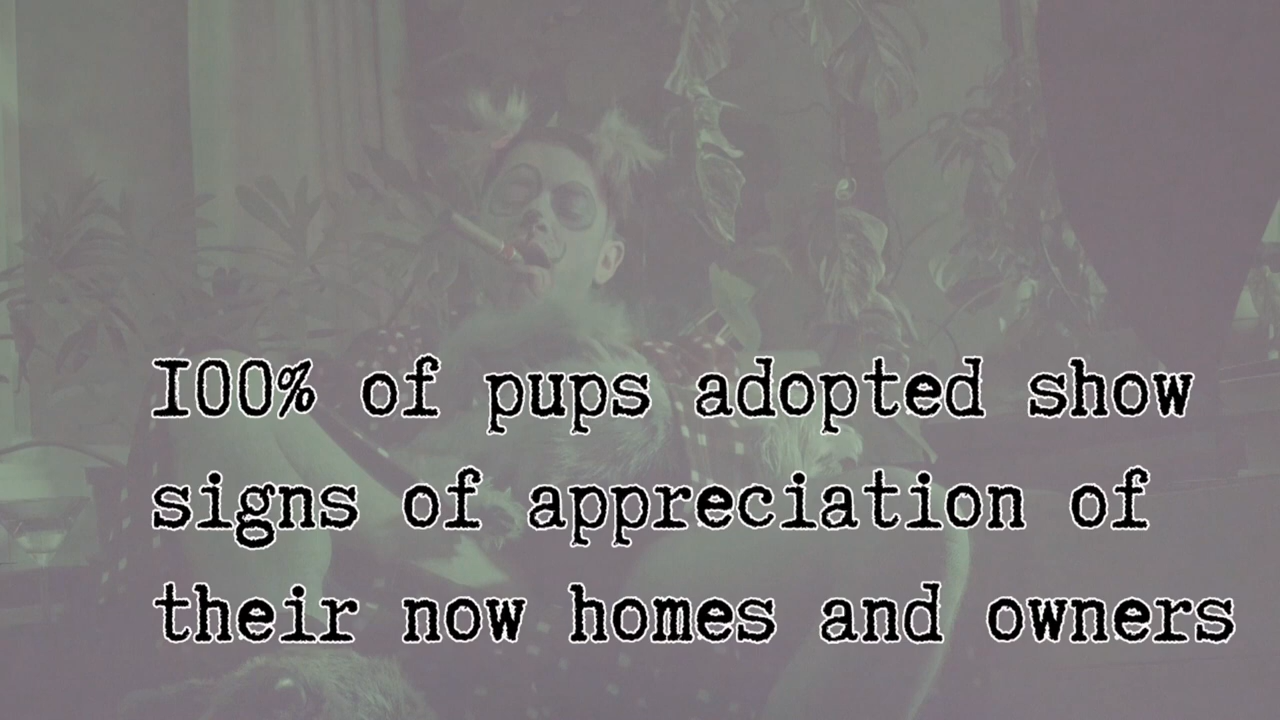 100% of pups adopted show
signs of appreciation of
their now homes and owners